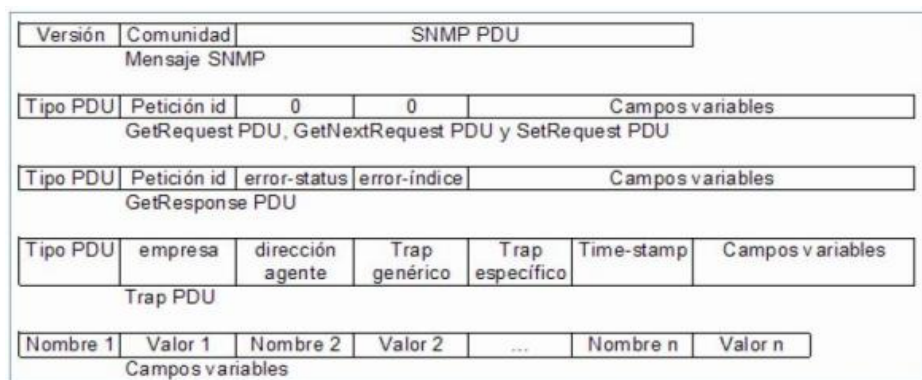 Versión Comunidad SNMP PDU
Mensaje SNMP
Tipo PDU Petición id 0 0 Campos variables
GetRequest PDU, GetNextRequest PDU y SetRequest PDU
Tipo PDU Petición id error-status error-índice Campos variables
GetResponse PDU
Tipo PDU empresa dirección agente Trap genérico Trap específico Time-stamp Campos variables
Trap PDU
Nombre 1 Valor 1 Nombre 2 Valor 2 ... Nombre n Valor n
Campos variables